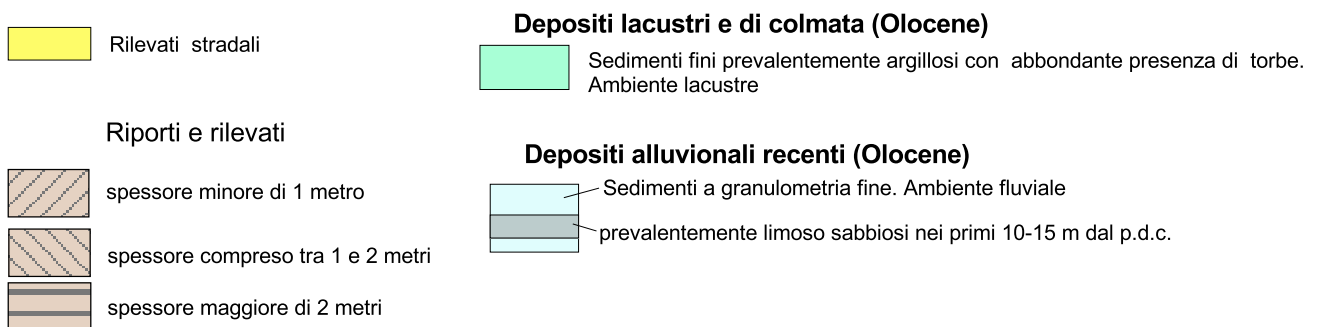 Rilevati stradali
Riporti e rilevati
spessore minore di 1 metro
spessore compreso tra 1 e 2 metri
spessore maggiore di 2 metri
Depositi lacustri e di colmata (Olocene)
Sedimenti fini prevalentemente argillosi con abbondante presenza di torbe.
Ambiente lacustre
Depositi alluvionali recenti (Olocene)
Sedimenti a granulometria fine. Ambiente fluviale
prevalentemente limoso sabbiosi nei primi 10-15 m dal p.d.c.